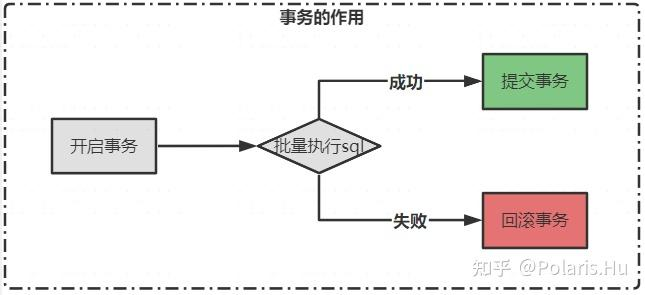 事务的作用
成功
提交事务
开启事务
批量执行sql
失败
回滚事务
知乎 @Polaris.Hu